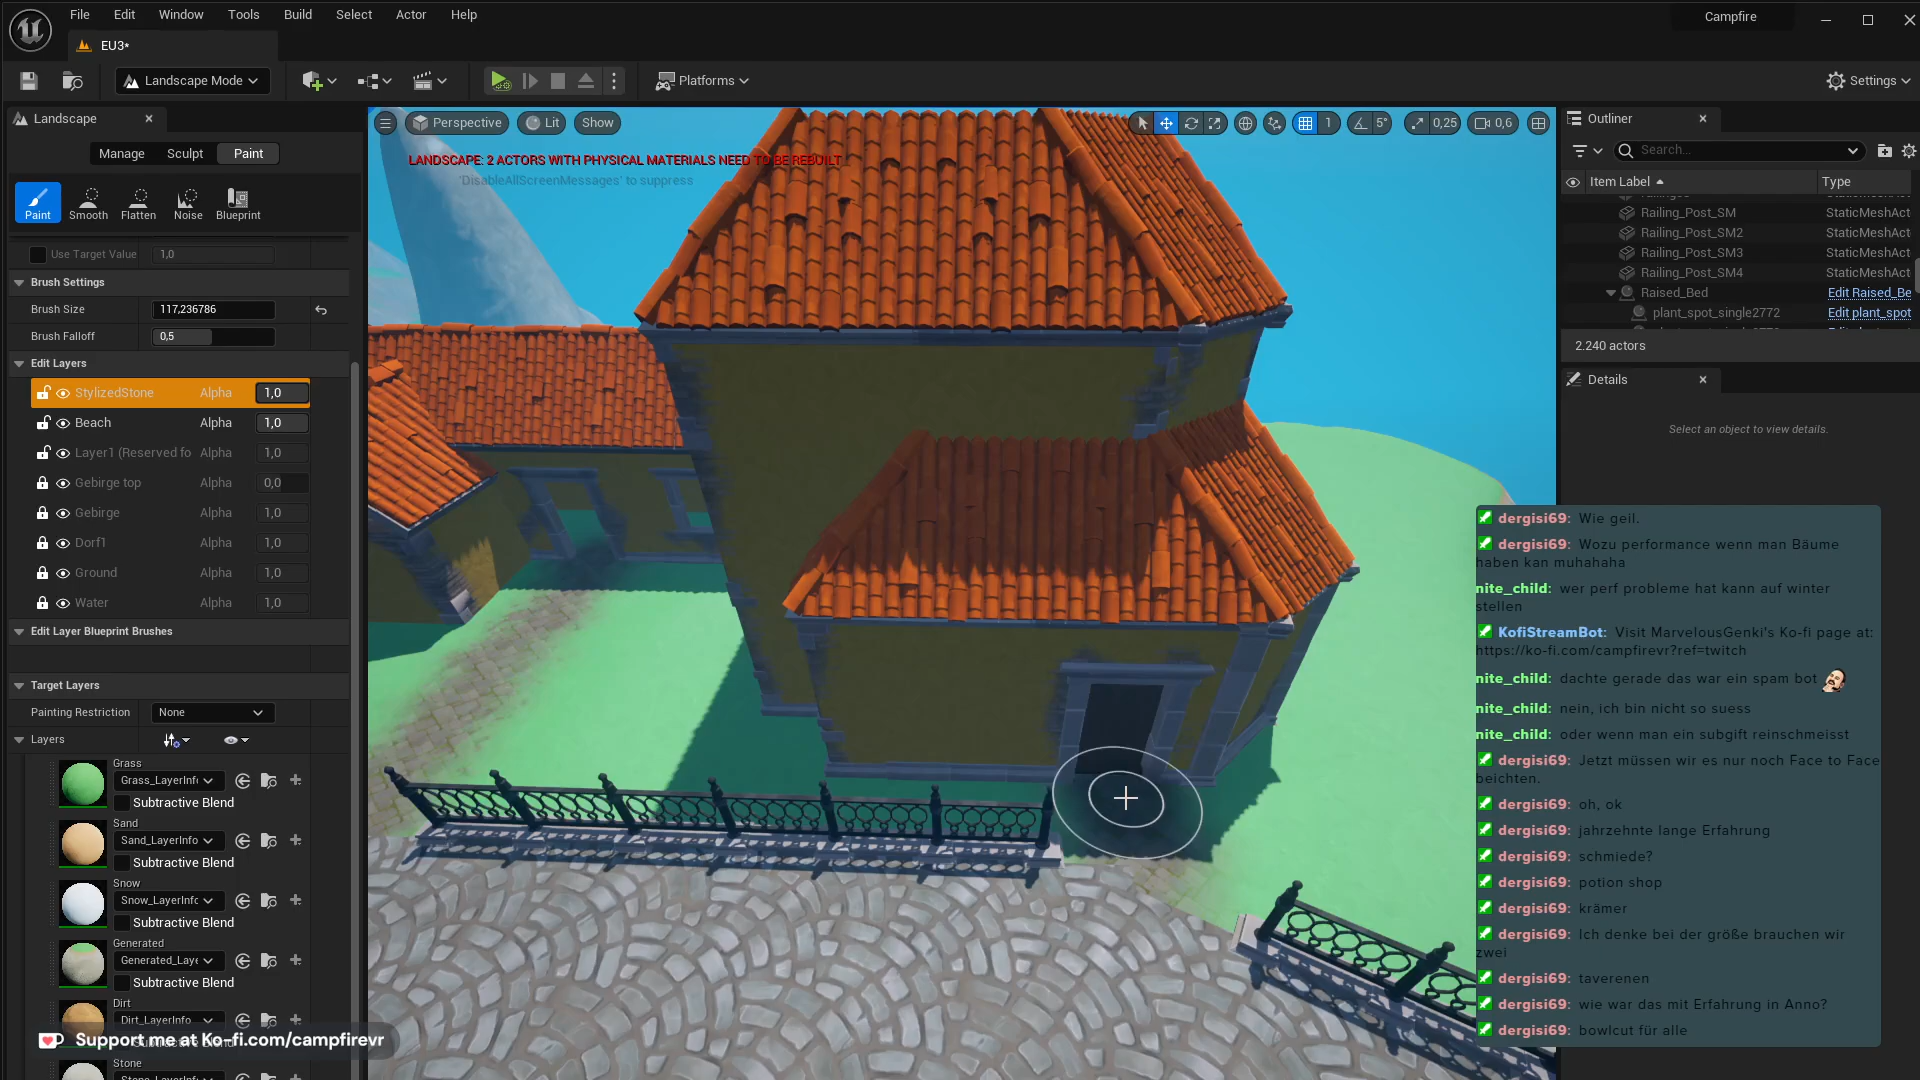 File Edit View Window Tools Build Select Actor Help
Campfire
EU3*
Landscape Mode
Platforms
Settings
Landscape
Manage Sculpt Paint
Paint Smooth Flatten Noise Blueprint
Use Target Value 1,0
Brush Settings
Brush Size 117,236786
Brush Falloff 0,5
Edit Layers
StylizedStone Alpha 1,0
Beach Alpha 1,0
Layer1 (Reserved fo Alpha 1,0
Gebirge top Alpha 0,0
Gebirge Alpha 1,0
Dorf1 Alpha 1,0
Ground Alpha 1,0
Water Alpha 1,0
Edit Layer Blueprint Brushes
Target Layers
Painting Restriction None
Layers
Grass
Grass_LayerInfo
Subtractive Blend
Sand
Sand_LayerInfo
Subtractive Blend
Snow
Snow_LayerInfo
Subtractive Blend
Generated
Generated_Laye
Subtractive Blend
Dirt
Dirt_LayerInfo
Support me at Ko-fi.com/campfirevr
Stone
Perspective Lit Show
1 5° 0,25 0,6
LANDSCAPE: 2 ACTORS WITH PHYSICAL MATERIALS NEED TO BE REBUILT
'DisableAllScreenMessages' to suppress
Outliner
Search...
Item Label Type
Railing_Post_SM StaticMeshAct
Railing_Post_SM2 StaticMeshAct
Railing_Post_SM3 StaticMeshAct
Railing_Post_SM4 StaticMeshAct
Raised_Bed Edit Raised_Be
plant_spot_single2772 Edit plant_spot
2.240 actors
Details
Select an object to view details.
dergisi69: Wie geil.
dergisi69: Wozu performance wenn man Bäume
haben kan muhahaha
nite_child: wer perf probleme hat kann auf winter
stellen
KofiStreamBot: Visit MarvelousGenki's Ko-fi page at:
https://ko-fi.com/campfirevr?ref=twitch
nite_child: dachte gerade das war ein spam bot
nite_child: nein, ich bin nicht so suess
nite_child: oder wenn man ein subgift reinschmeisst
dergisi69: Jetzt müssen wir es nur noch Face to Face
beichten.
dergisi69: oh, ok
dergisi69: jahrzehnte lange Erfahrung
dergisi69: schmiede?
dergisi69: potion shop
dergisi69: krämer
dergisi69: Ich denke bei der größe brauchen wir
zwei
dergisi69: taverenen
dergisi69: wie war das mit Erfahrung in Anno?
dergisi69: bowlcut für alle